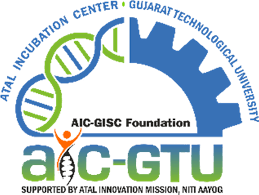 ATAL INCUBATION CENTER • GUJARAT TECHNOLOGICAL UNIVERSITY
AIC-GISC Foundation
aiC-GTU
SUPPORTED BY ATAL INNOVATION MISSION, NITI AAYOG